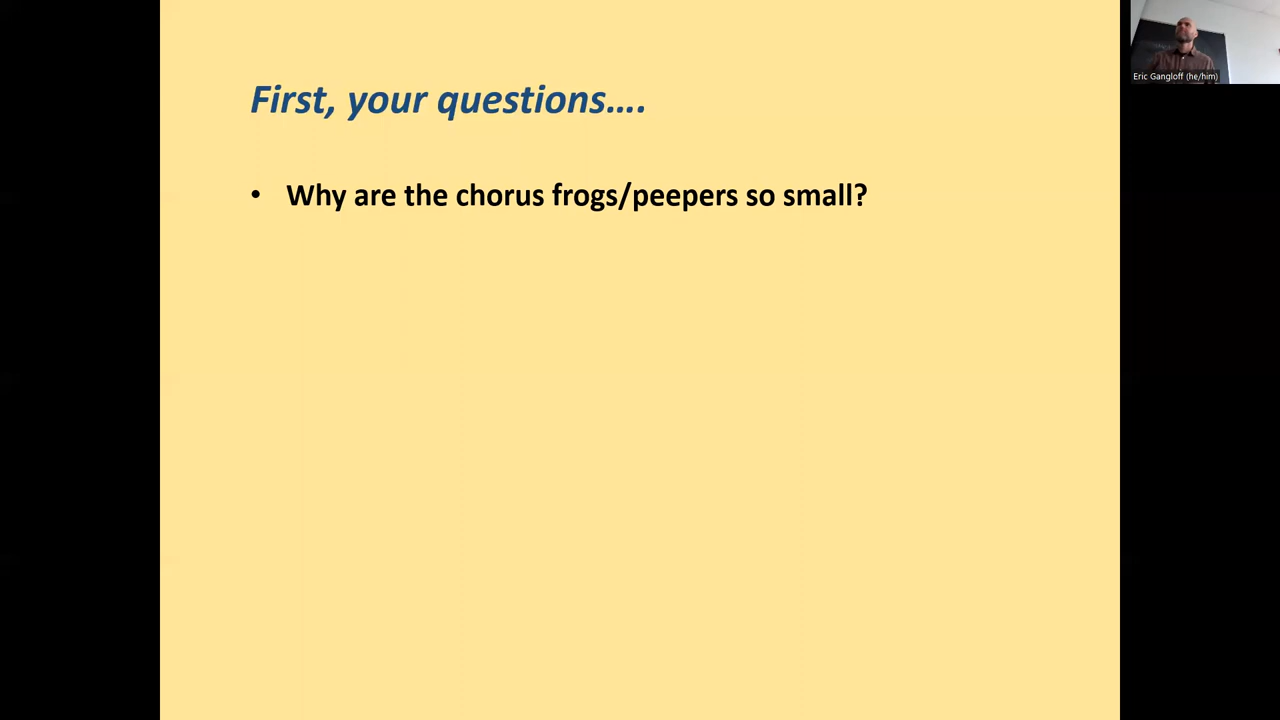 First, your questions….
• Why are the chorus frogs/peepers so small?
Eric Gangloff (he/him)